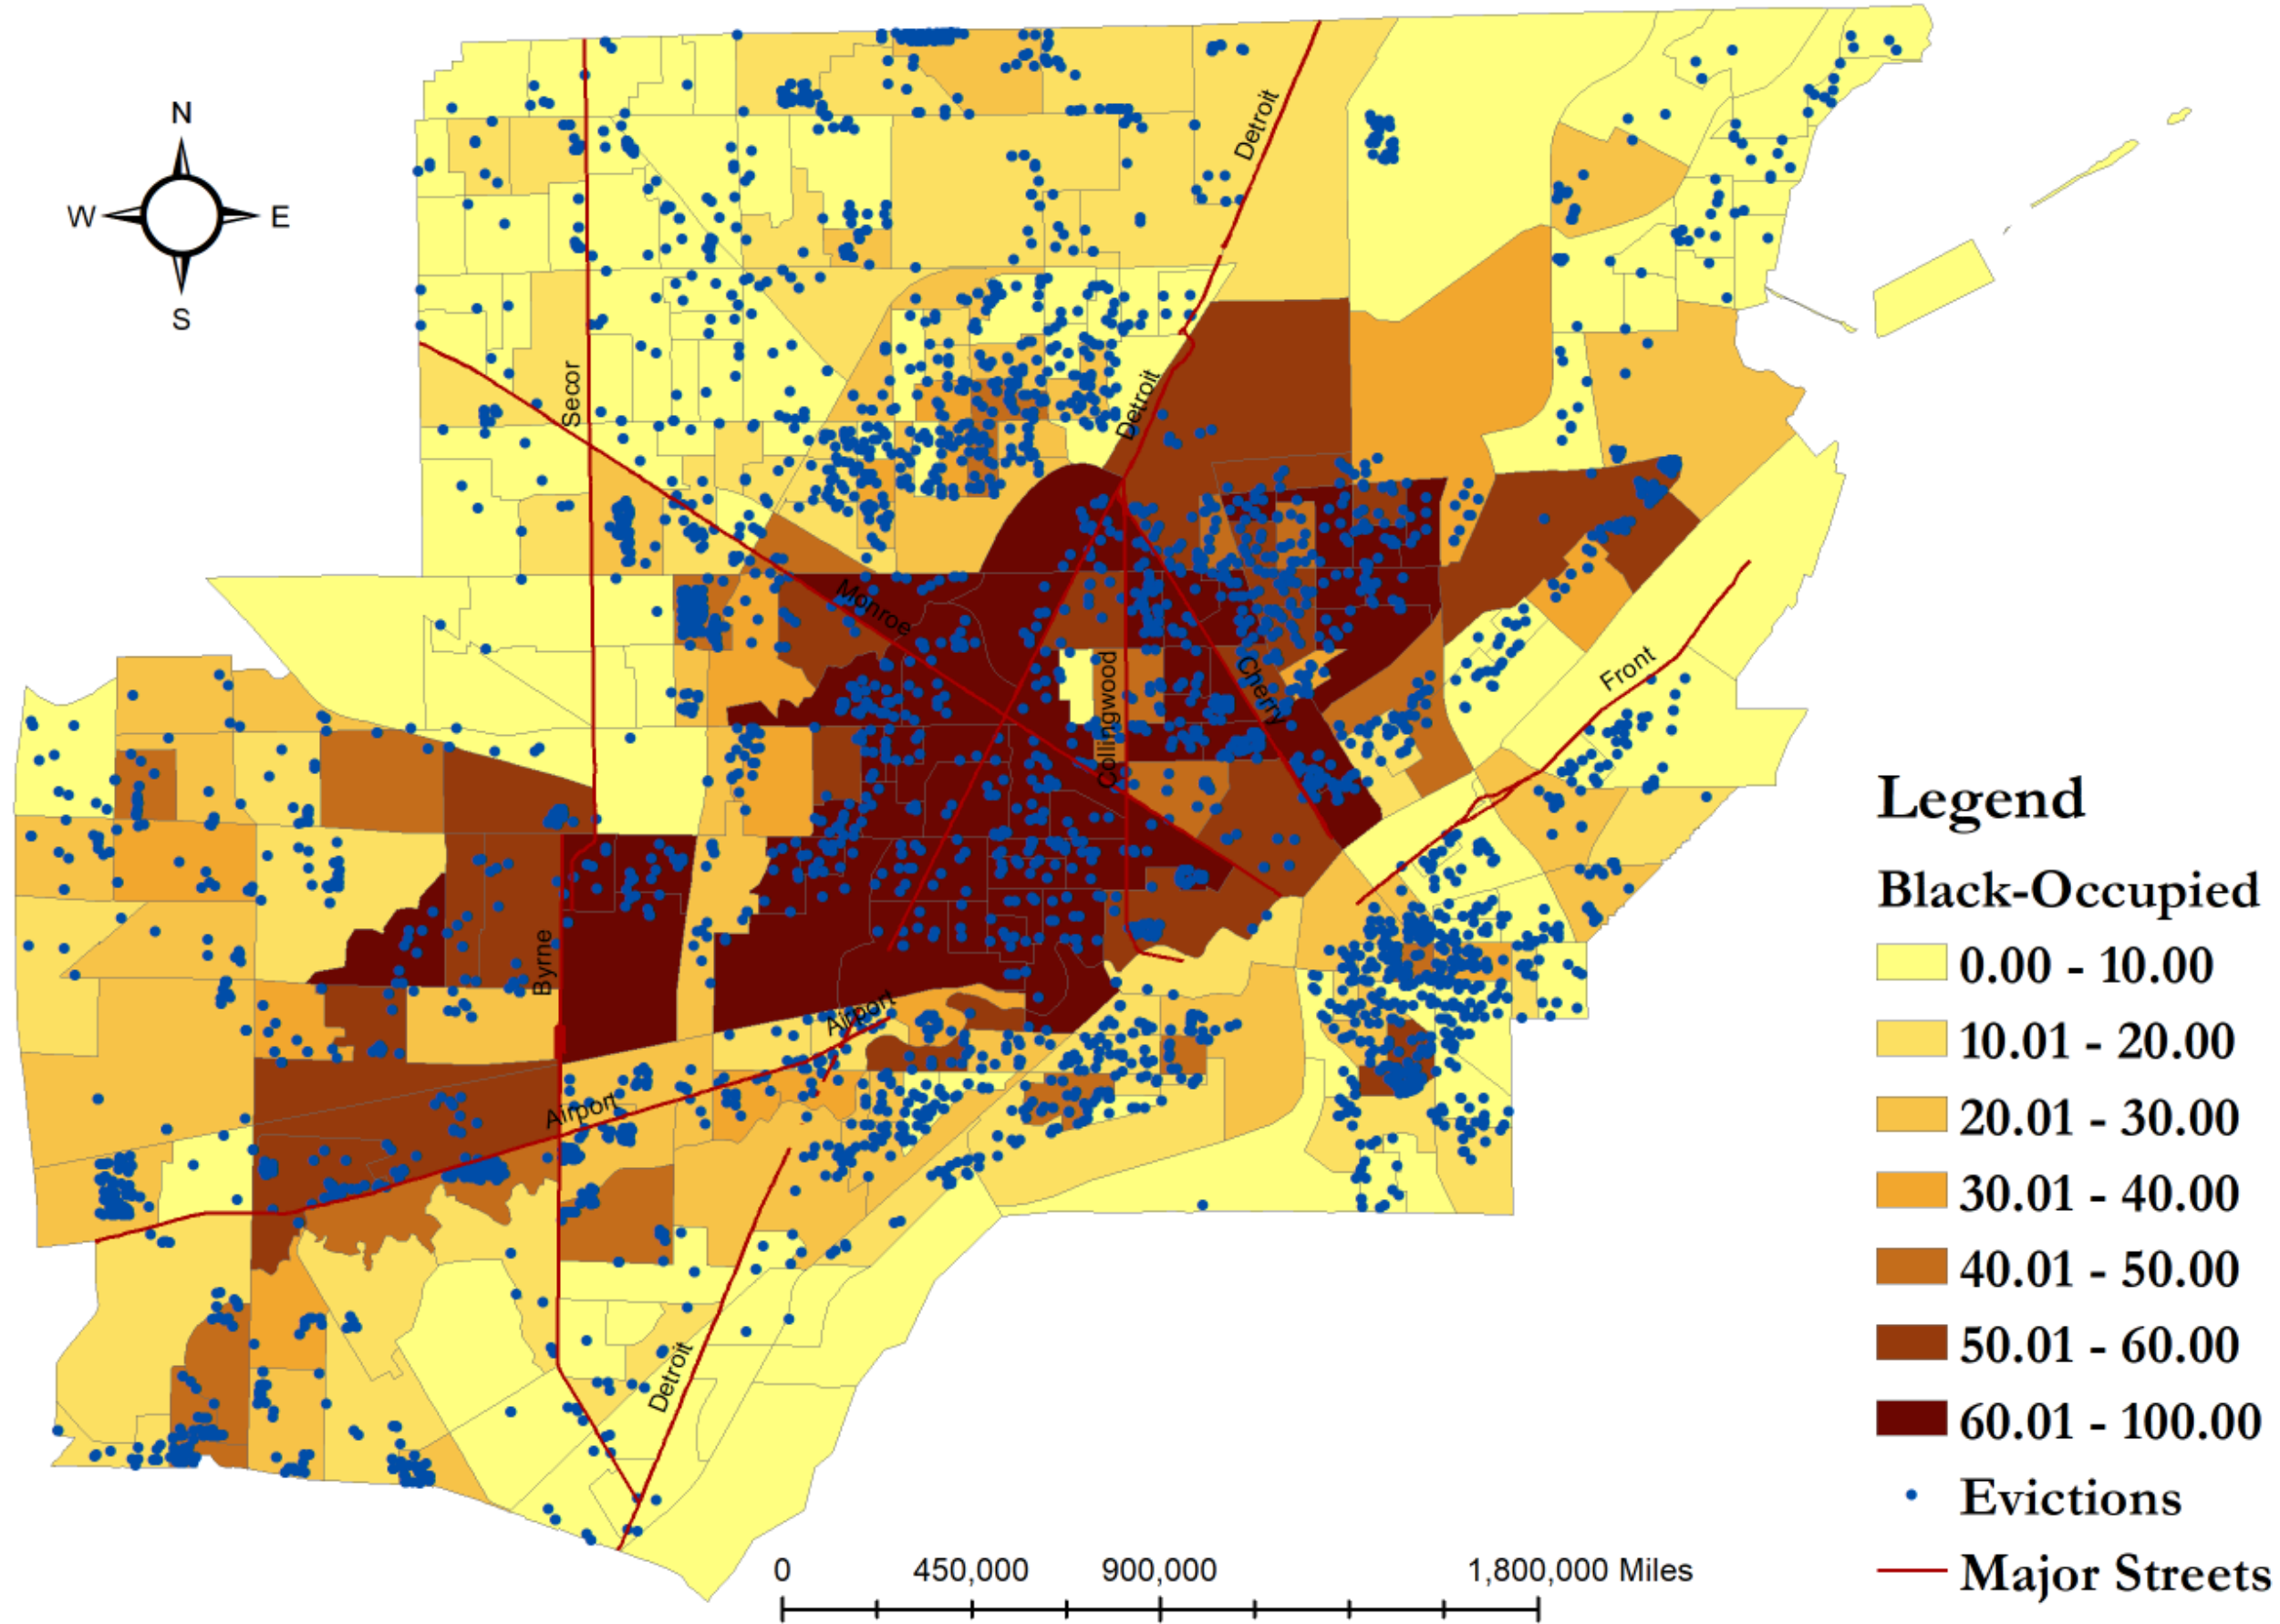 N
W E
S
Detroit
Secor
Detroit
Monroe
Collingwood
Cherry
Front
Byrne
Airport
Airport
Detroit
Legend
Black-Occupied
0.00 - 10.00
10.01 - 20.00
20.01 - 30.00
30.01 - 40.00
40.01 - 50.00
50.01 - 60.00
60.01 - 100.00
Evictions
Major Streets
0 450,000 900,000 1,800,000 Miles